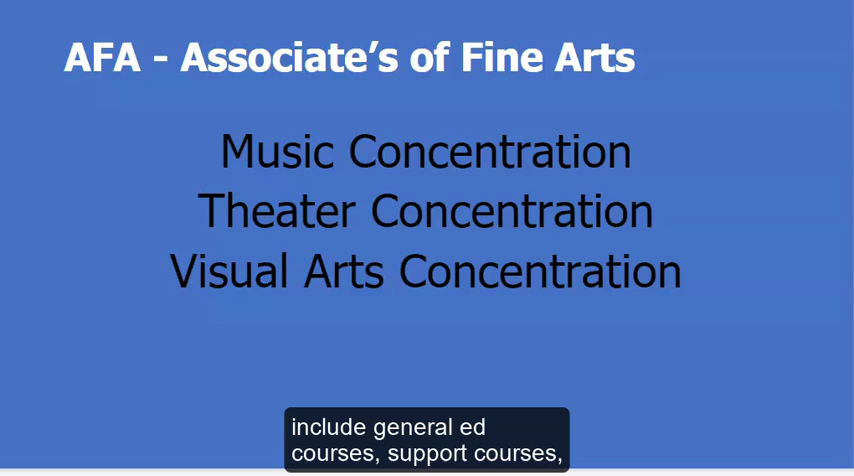 AFA - Associate’s of Fine Arts
Music Concentration
Theater Concentration
Visual Arts Concentration
include general ed
courses, support courses,